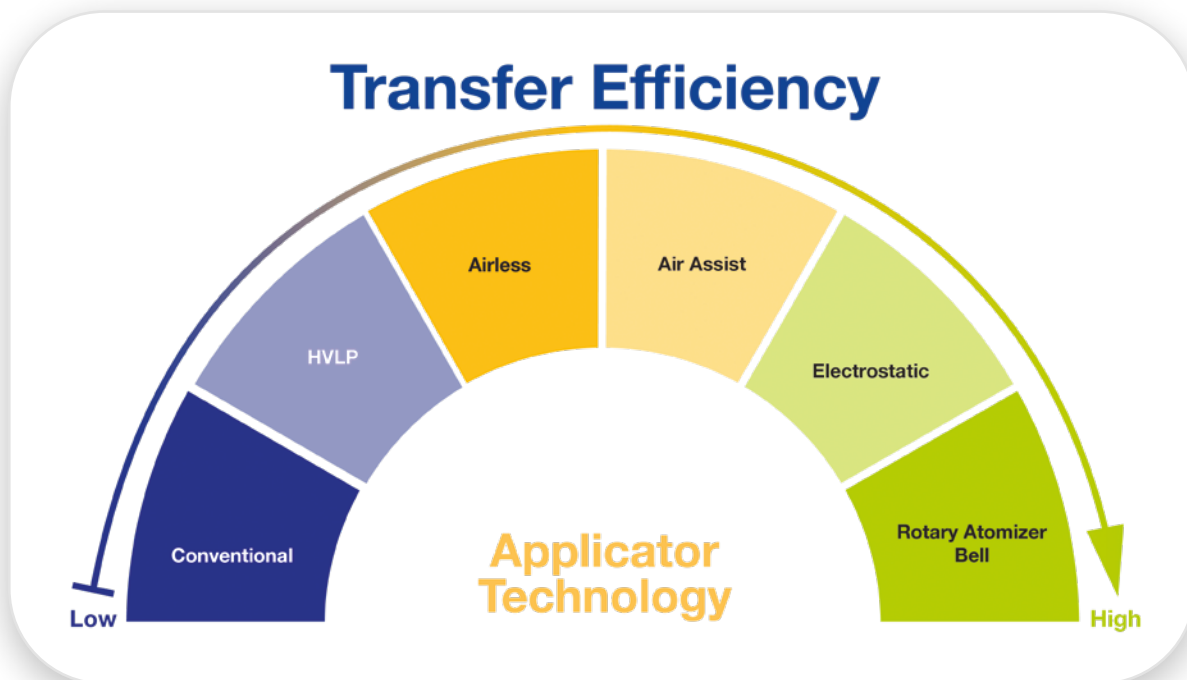 Transfer Efficiency
Airless
Air Assist
HVLP
Electrostatic
Conventional
Applicator
Technology
Rotary Atomizer
Bell
Low
High